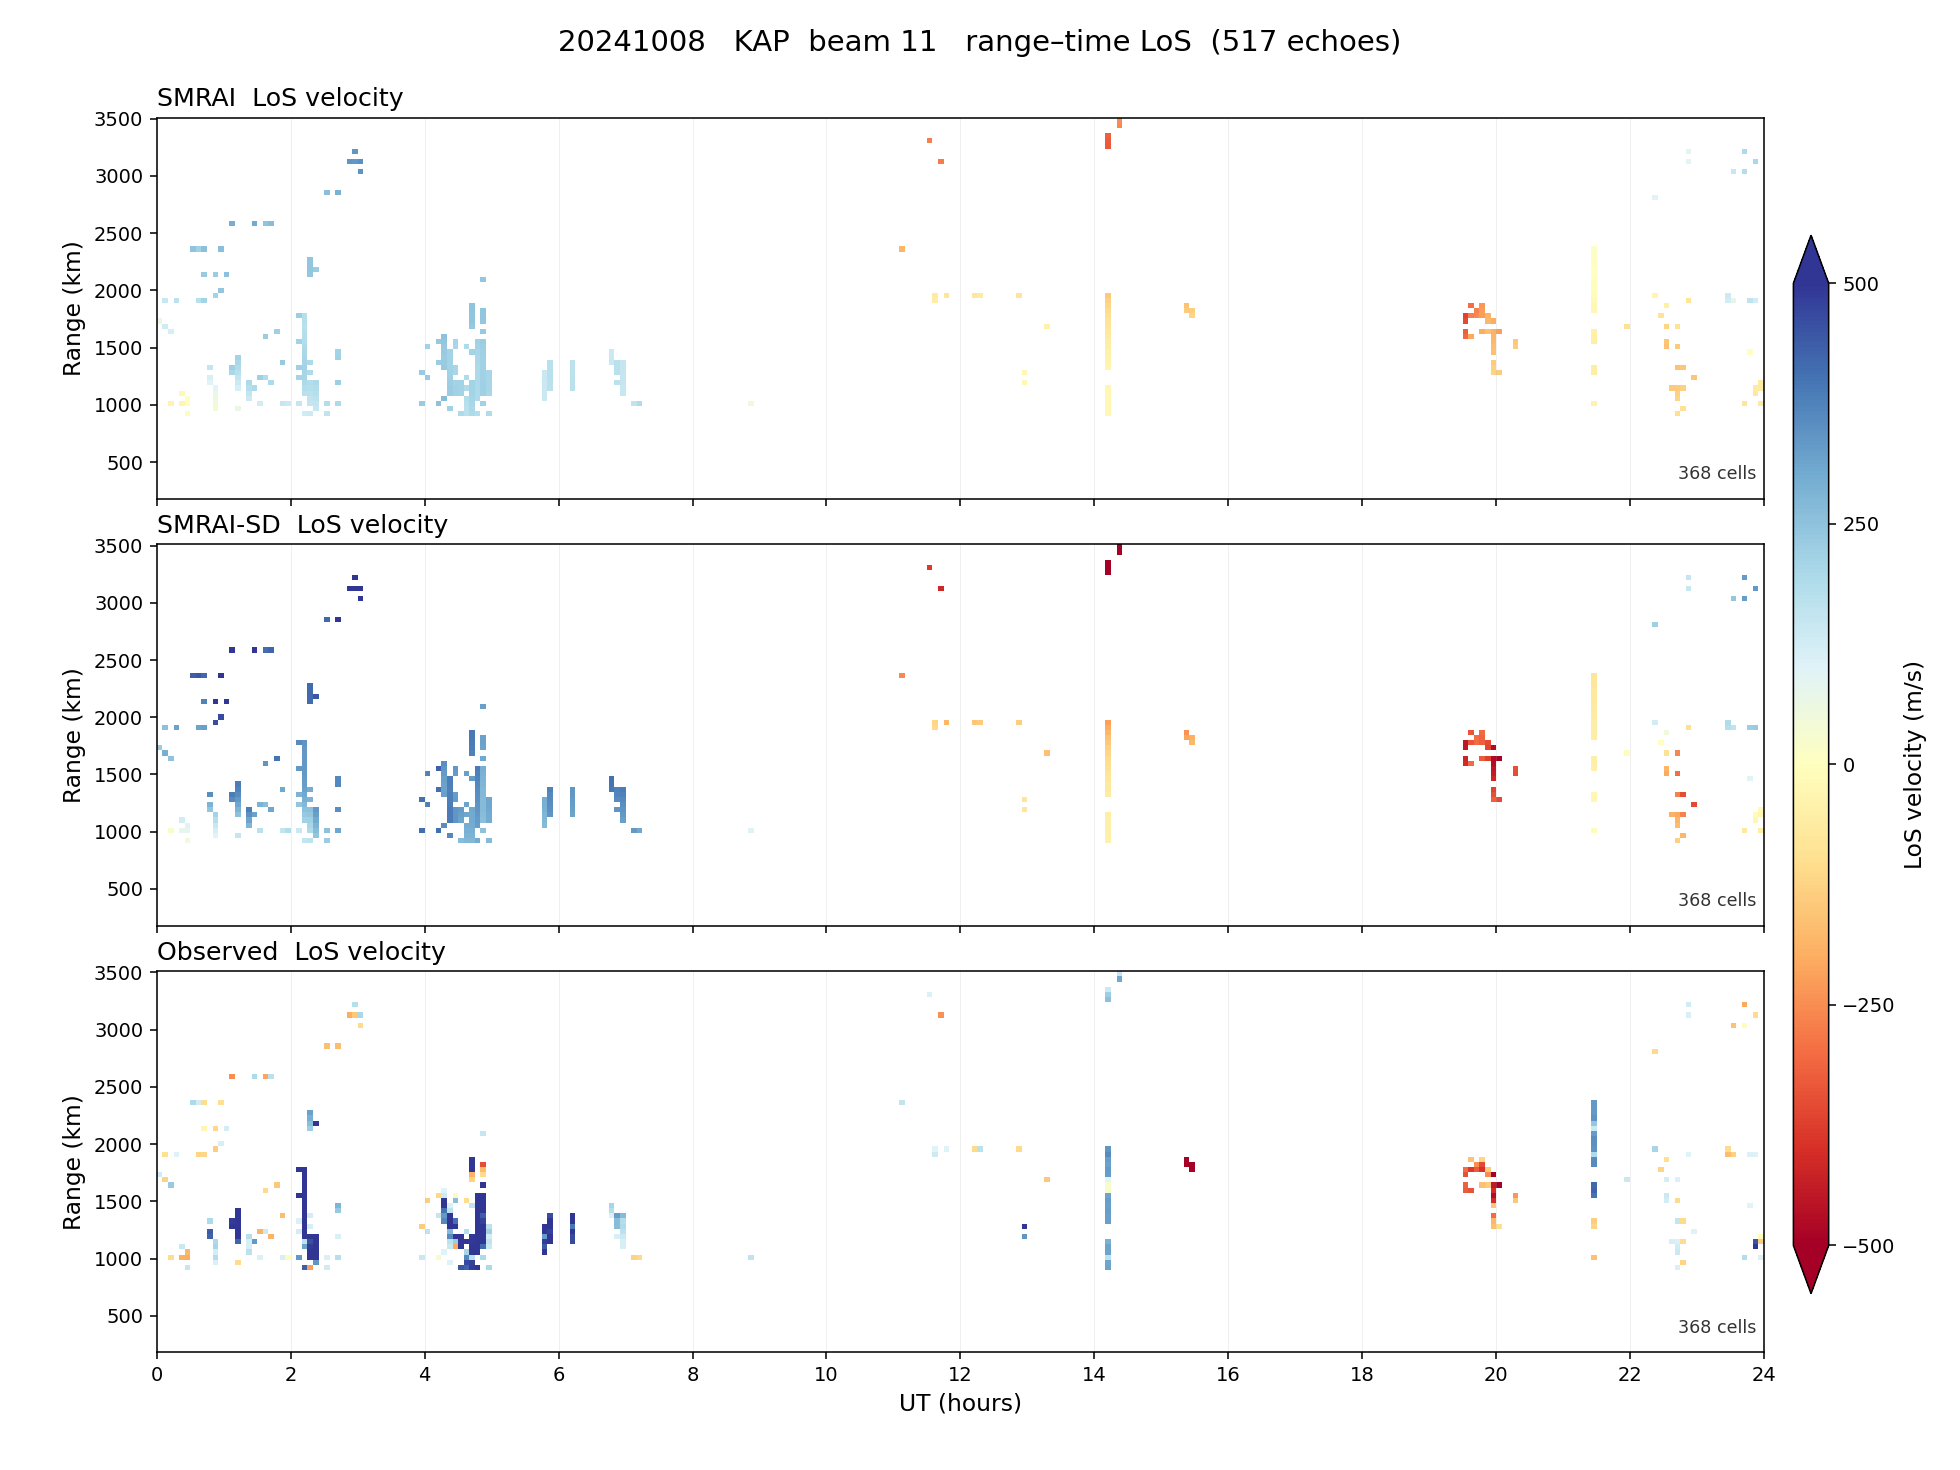 20241008   KAP  beam 11   range–time LoS  (517 echoes)
SMRAI  LoS velocity
3500
3000
2500
2000
1500
1000
500
Range (km)
368 cells
SMRAI-SD  LoS velocity
3500
3000
2500
2000
1500
1000
500
Range (km)
368 cells
Observed  LoS velocity
3500
3000
2500
2000
1500
1000
500
Range (km)
368 cells
0 2 4 6 8 10 12 14 16 18 20 22 24
UT (hours)
500
250
0
−250
−500
LoS velocity (m/s)